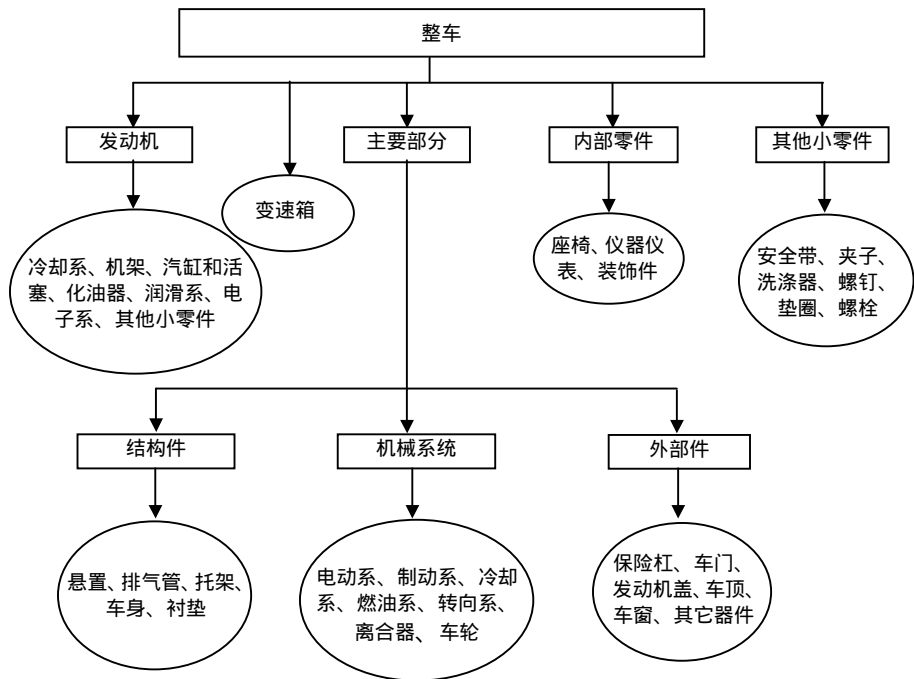 整车
发动机
主要部分
内部零件
其他小零件
变速箱
冷却系、机架、汽缸和活
塞、化油器、润滑系、电
子系、其他小零件
座椅、仪器仪
表、装饰件
安全带、夹子、
洗涤器、螺钉、
垫圈、螺栓
结构件
机械系统
外部件
悬置、排气管、托架、
车身、衬垫
电动系、制动系、冷却
系、燃油系、转向系、
离合器、车轮
保险杠、车门、
发动机盖、车顶、
车窗、其它器件